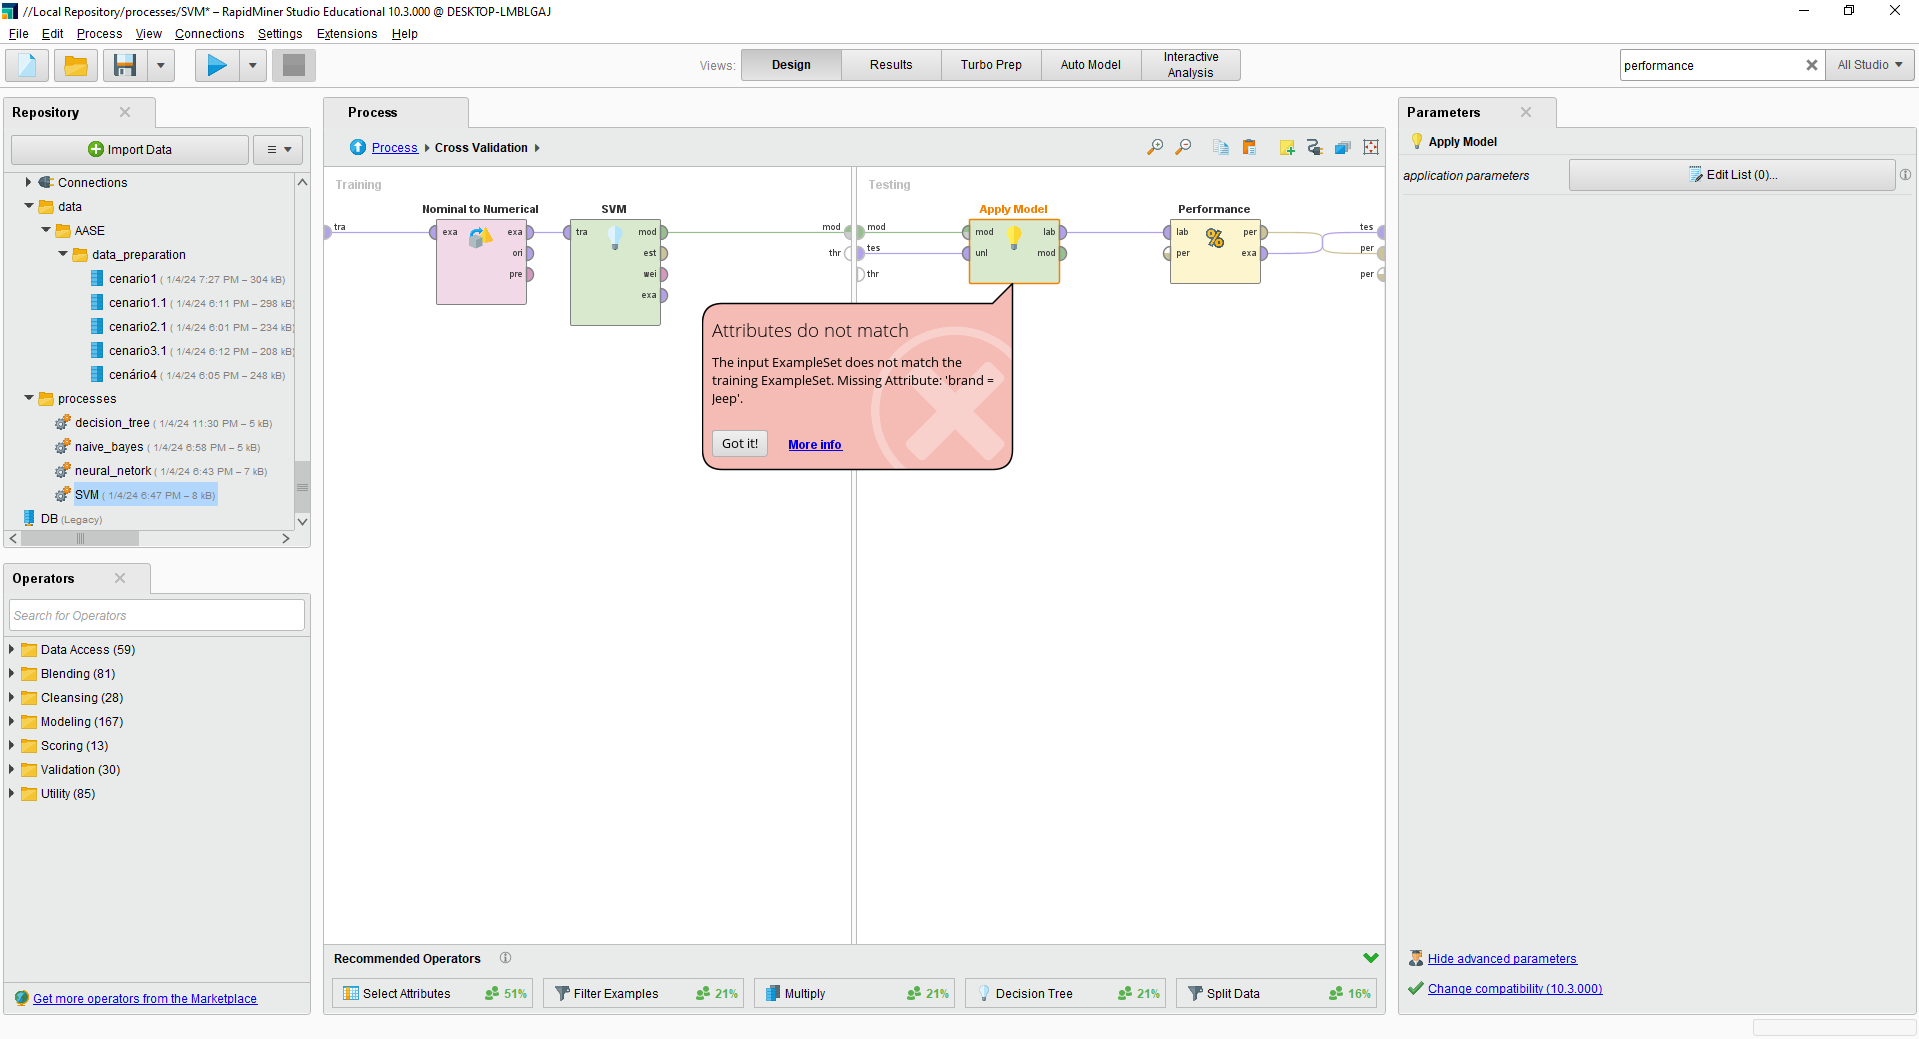 //Local Repository/processes/SVM* – RapidMiner Studio Educational 10.3.000 @ DESKTOP-LMBLGAJ
File Edit Process View Connections Settings Extensions Help
Views: Design Results Turbo Prep Auto Model Interactive Analysis
performance All Studio
Repository
Import Data
Connections
data
AASE
data_preparation
cenario1 ( 1/4/24 7:27 PM – 304 kB)
cenario1.1 ( 1/4/24 6:11 PM – 298 kB)
cenario2.1 ( 1/4/24 6:01 PM – 234 kB)
cenario3.1 ( 1/4/24 6:12 PM – 208 kB)
cenário4 ( 1/4/24 6:05 PM – 248 kB)
processes
decision_tree ( 1/4/24 11:30 PM – 5 kB)
naive_bayes ( 1/4/24 6:58 PM – 5 kB)
neural_netork ( 1/4/24 6:43 PM – 7 kB)
SVM ( 1/4/24 6:47 PM – 8 kB)
DB (Legacy)
Operators
Search for Operators
Data Access (59)
Blending (81)
Cleansing (28)
Modeling (167)
Scoring (13)
Validation (30)
Utility (85)
Get more operators from the Marketplace
Process
Process Cross Validation
Training
Testing
Nominal to Numerical
SVM
Apply Model
Performance
tra
exa exa
ori
pre
tra mod
est
wei
exa
mod
thr
mod
tes
thr
mod lab
unl mod
lab per
per exa
tes
per
per
Attributes do not match
The input ExampleSet does not match the
training ExampleSet. Missing Attribute: 'brand =
Jeep'.
Got it! More info
Recommended Operators
Select Attributes 51%
Filter Examples 21%
Multiply 21%
Decision Tree 21%
Split Data 16%
Parameters
Apply Model
application parameters Edit List (0)...
Hide advanced parameters
Change compatibility (10.3.000)